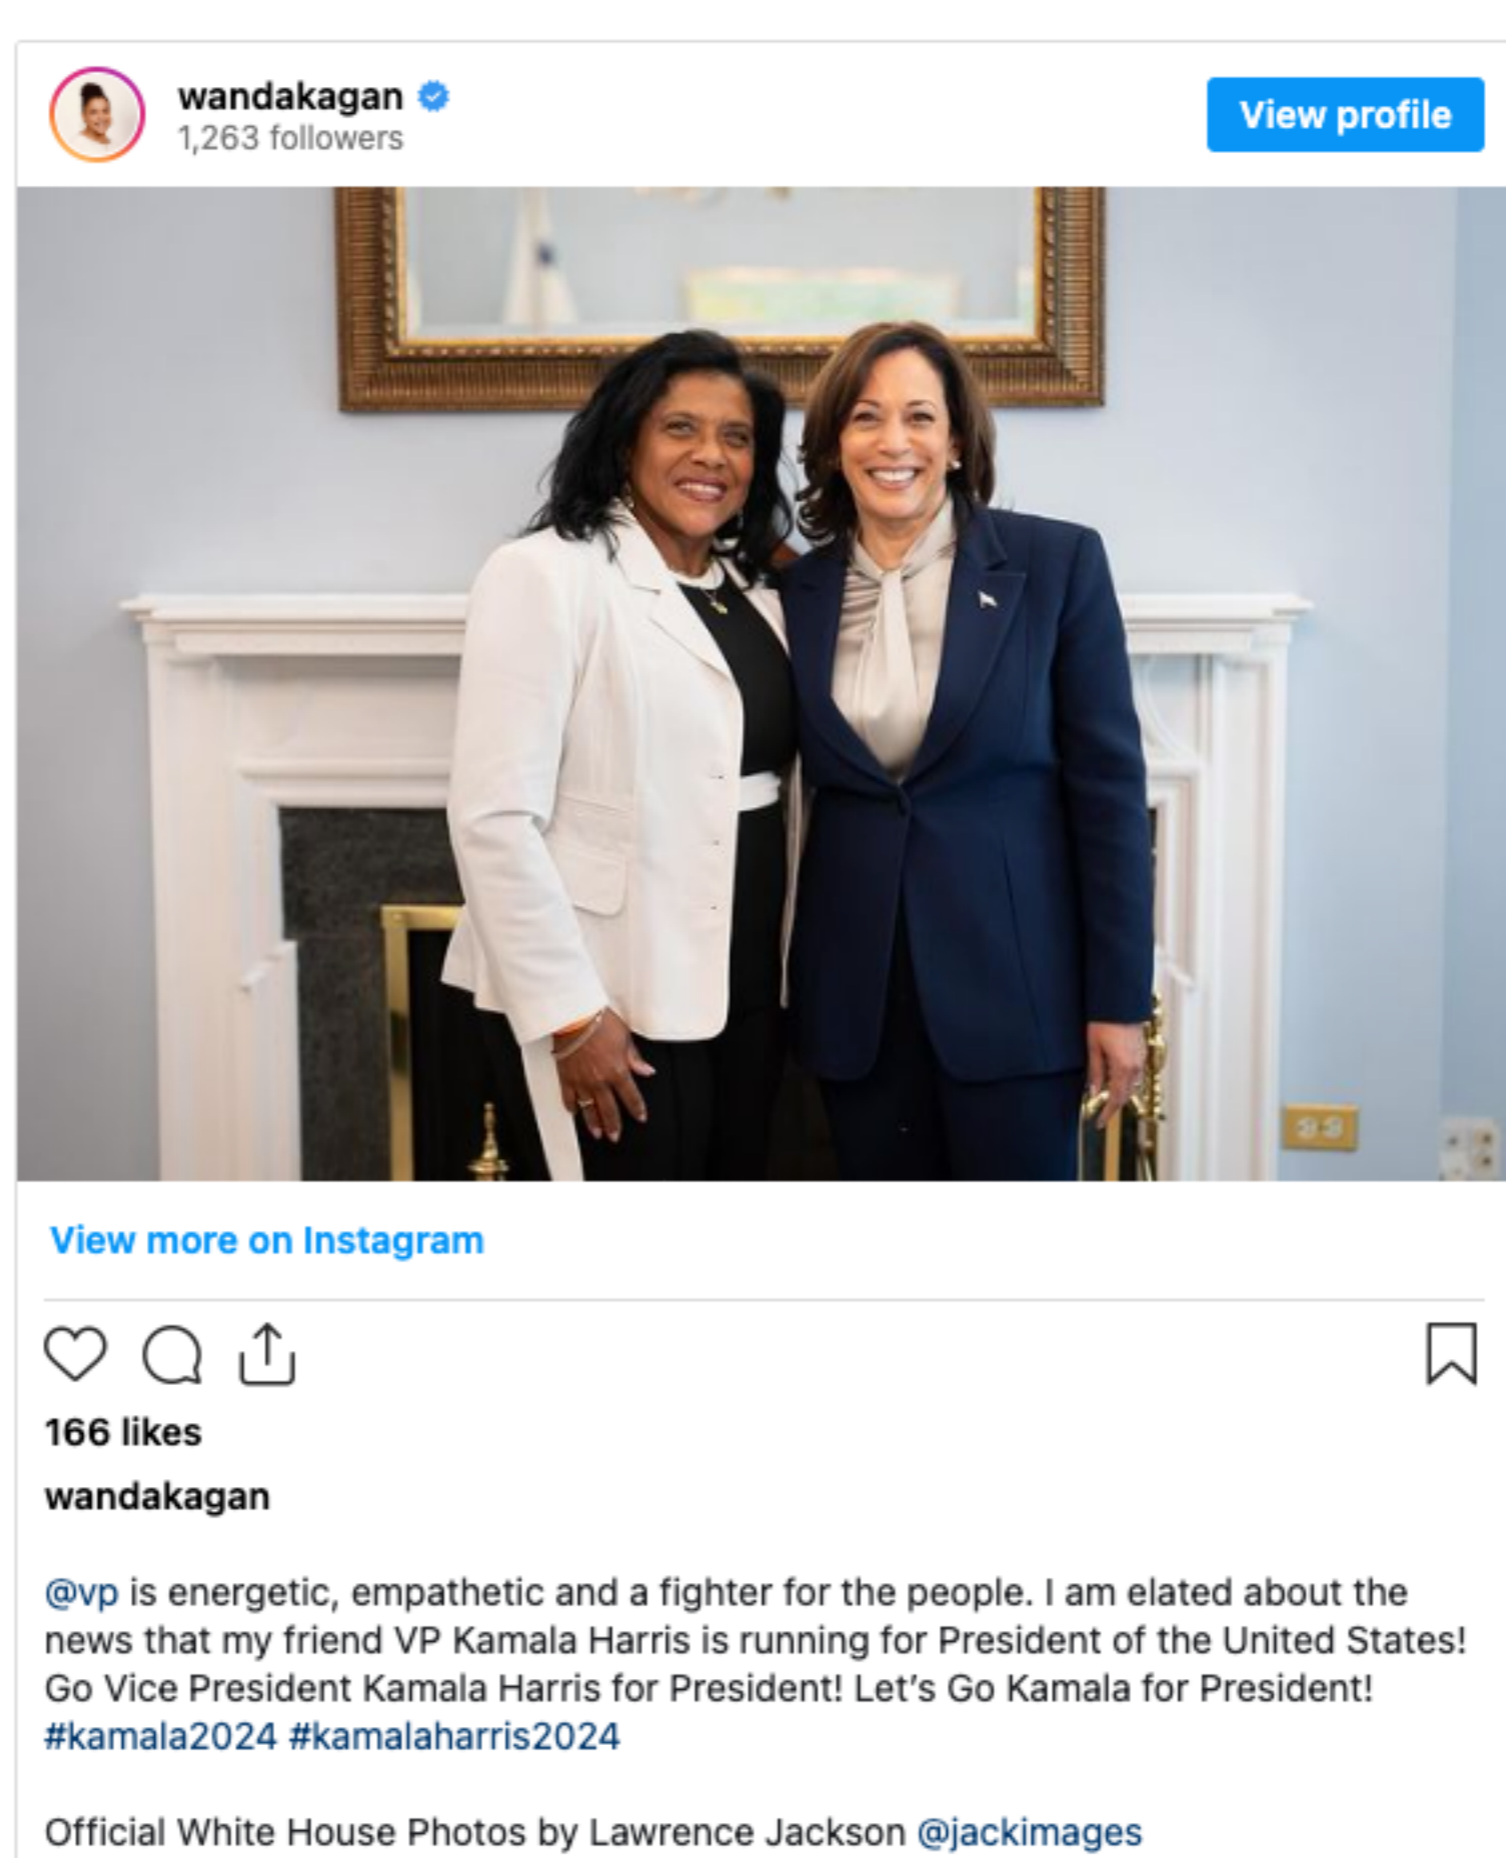 wandakagan
1,263 followers
View profile
View more on Instagram
166 likes
wandakagan
@vp is energetic, empathetic and a fighter for the people. I am elated about the
news that my friend VP Kamala Harris is running for President of the United States!
Go Vice President Kamala Harris for President! Let’s Go Kamala for President!
#kamala2024 #kamalaharris2024
Official White House Photos by Lawrence Jackson @jackimages